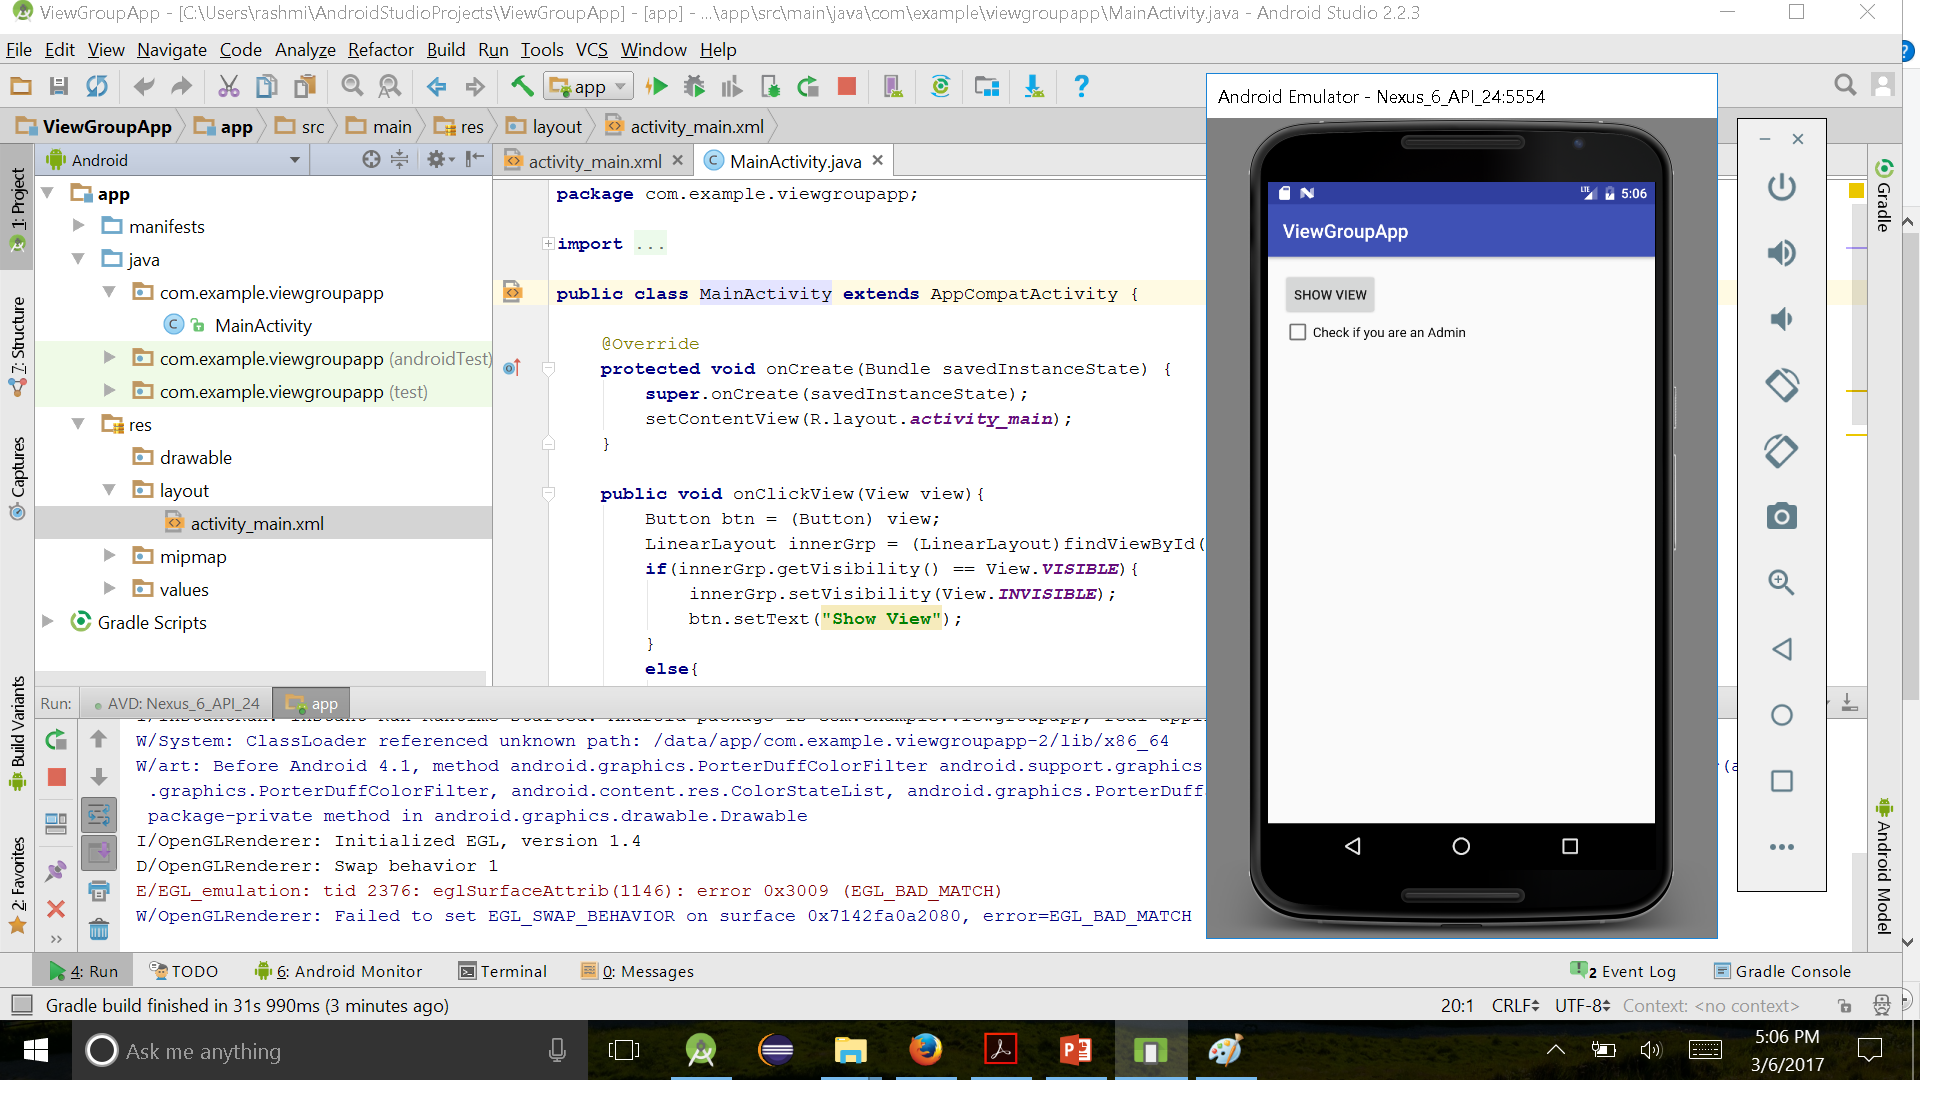 ViewGroupApp - [C:\Users\rashmi\AndroidStudioProjects\ViewGroupApp] - [app] - ...\app\src\main\java\com\example\viewgroupapp\MainActivity.java - Android Studio 2.2.3
File Edit View Navigate Code Analyze Refactor Build Run Tools VCS Window Help
app
ViewGroupApp app src main res layout activity_main.xml
Android
activity_main.xml MainActivity.java
1: Project
7: Structure
Captures
Build Variants
2: Favorites
app
manifests
java
com.example.viewgroupapp
MainActivity
com.example.viewgroupapp (androidTest)
com.example.viewgroupapp (test)
res
drawable
layout
activity_main.xml
mipmap
values
Gradle Scripts
package com.example.viewgroupapp;
import ...
public class MainActivity extends AppCompatActivity {
@Override
protected void onCreate(Bundle savedInstanceState) {
super.onCreate(savedInstanceState);
setContentView(R.layout.activity_main);
}
public void onClickView(View view){
Button btn = (Button) view;
LinearLayout innerGrp = (LinearLayout)findViewById(
if(innerGrp.getVisibility() == View.VISIBLE){
innerGrp.setVisibility(View.INVISIBLE);
btn.setText("Show View");
}
else{
Android Emulator - Nexus_6_API_24:5554
LTE 5:06
ViewGroupApp
SHOW VIEW
Check if you are an Admin
Gradle
Android Model
Run: AVD: Nexus_6_API_24 app
W/System: ClassLoader referenced unknown path: /data/app/com.example.viewgroupapp-2/lib/x86_64
W/art: Before Android 4.1, method android.graphics.PorterDuffColorFilter android.support.graphics.
.graphics.PorterDuffColorFilter, android.content.res.ColorStateList, android.graphics.PorterDuff
package-private method in android.graphics.drawable.Drawable
I/OpenGLRenderer: Initialized EGL, version 1.4
D/OpenGLRenderer: Swap behavior 1
E/EGL_emulation: tid 2376: eglSurfaceAttrib(1146): error 0x3009 (EGL_BAD_MATCH)
W/OpenGLRenderer: Failed to set EGL_SWAP_BEHAVIOR on surface 0x7142fa0a2080, error=EGL_BAD_MATCH
4: Run TODO 6: Android Monitor Terminal 0: Messages 2 Event Log Gradle Console
Gradle build finished in 31s 990ms (3 minutes ago) 20:1 CRLF UTF-8 Context: <no context>
Ask me anything
5:06 PM
3/6/2017